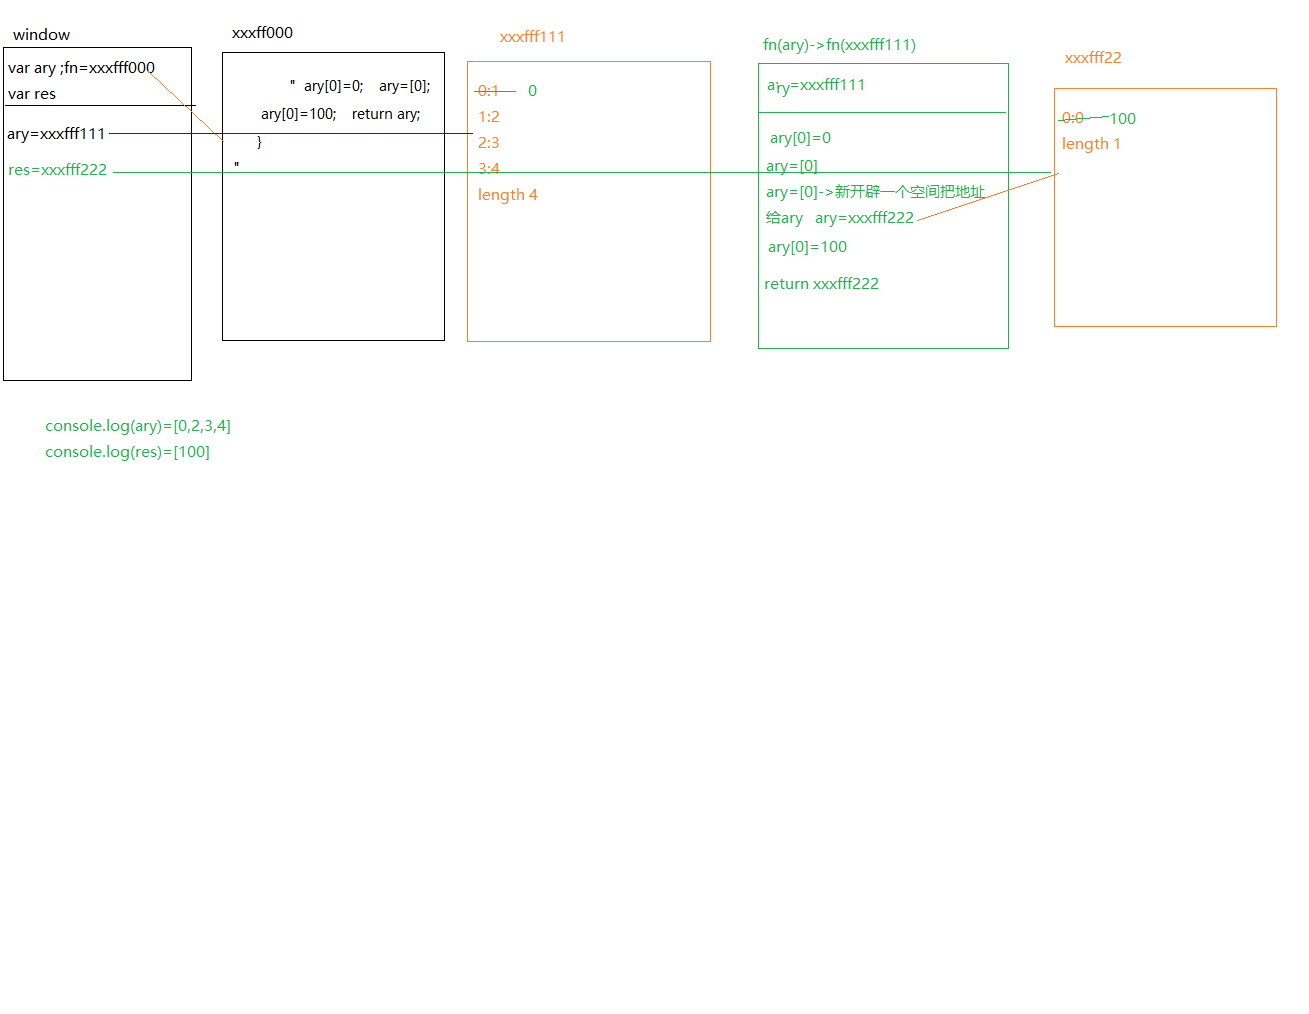 window
var ary ;fn=xxxfff000
var res
ary=xxxfff111
res=xxxfff222
xxxff000
" ary[0]=0; ary=[0];
ary[0]=100; return ary;
}
"
xxxfff111
0:1 0
1:2
2:3
3:4
length 4
fn(ary)->fn(xxxfff111)
ary=xxxfff111
ary[0]=0
ary=[0]
ary=[0]->新开辟一个空间把地址
给ary ary=xxxfff222
ary[0]=100
return xxxfff222
xxxfff22
0:0 100
length 1
console.log(ary)=[0,2,3,4]
console.log(res)=[100]